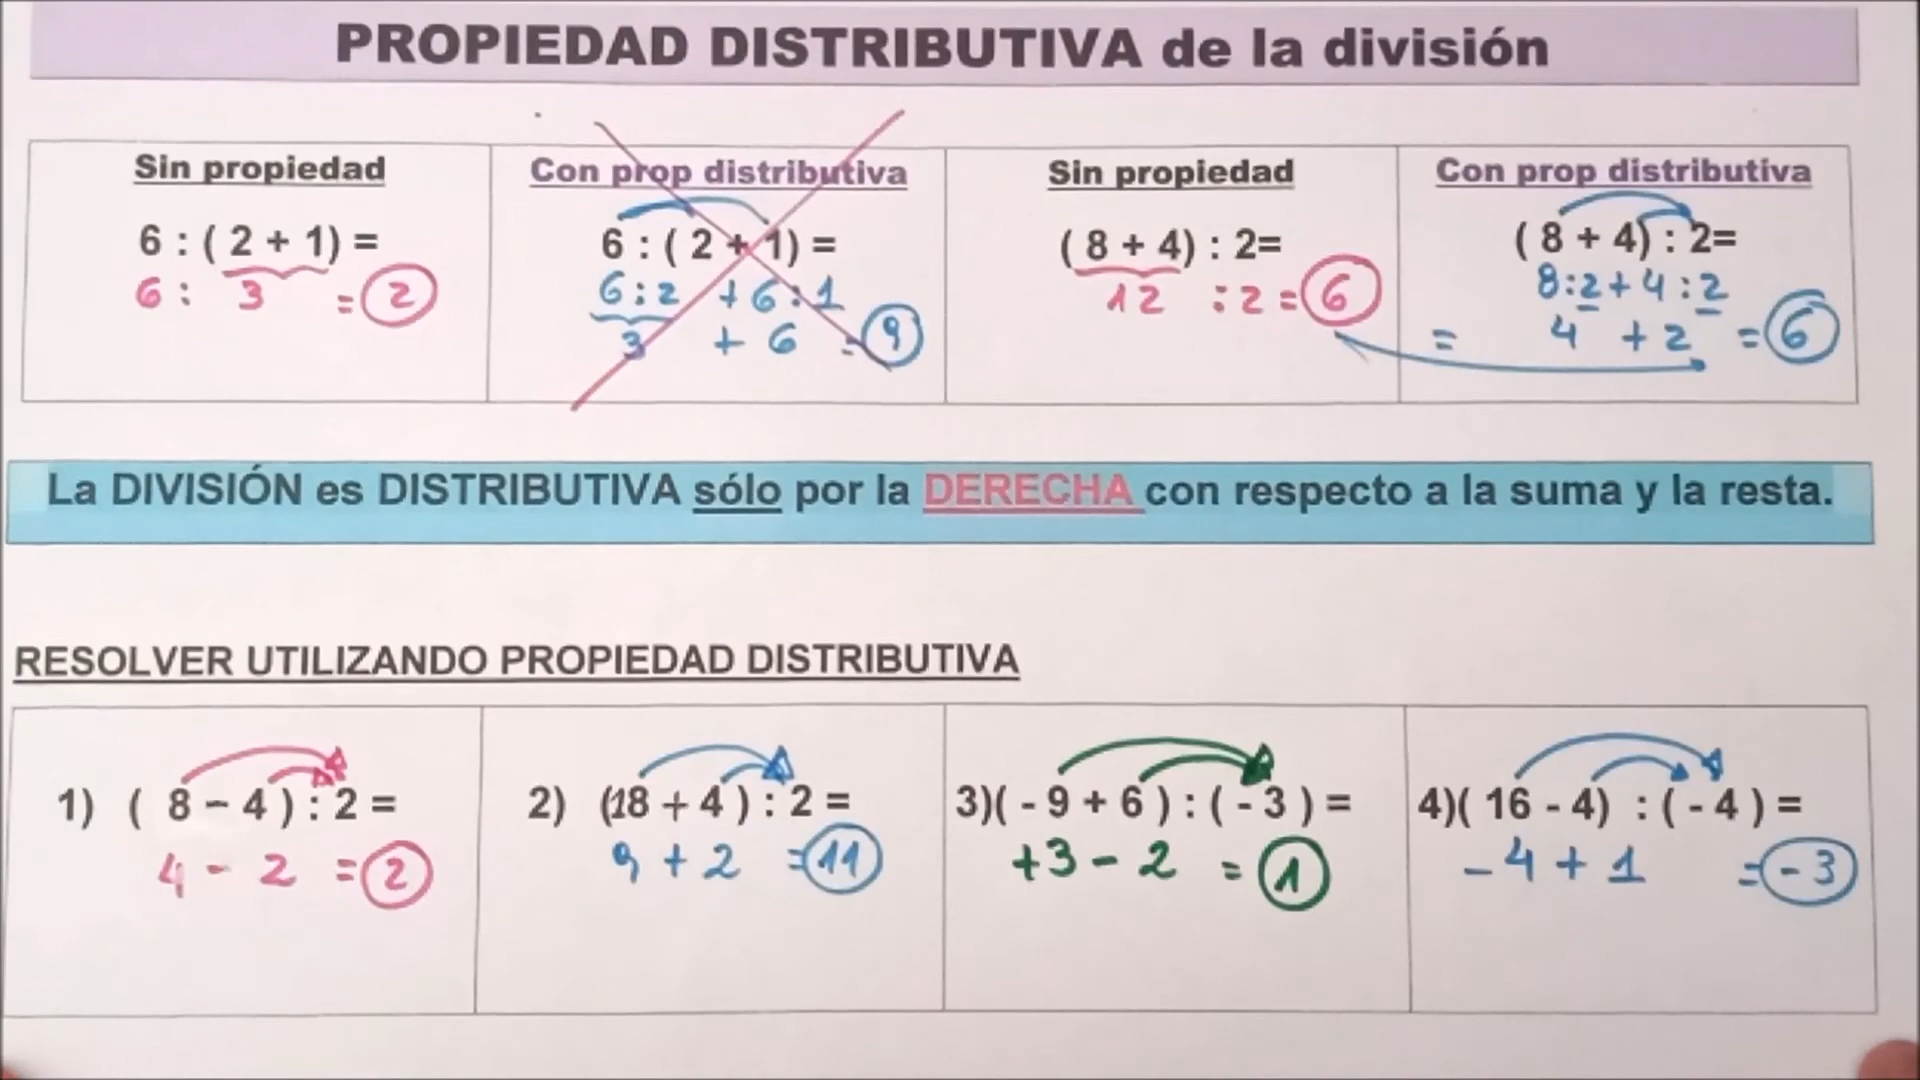 PROPIEDAD DISTRIBUTIVA de la división
Sin propiedad
6 : ( 2 + 1) =
6 : 3 = 2
Con prop distributiva
6 : ( 2 + 1) =
6:2 + 6:1
3 + 6 = 9
Sin propiedad
( 8 + 4) : 2=
12 : 2 = 6
Con prop distributiva
( 8 + 4) : 2=
8:2 + 4:2
= 4 + 2 = 6
La DIVISIÓN es DISTRIBUTIVA sólo por la DERECHA con respecto a la suma y la resta.
RESOLVER UTILIZANDO PROPIEDAD DISTRIBUTIVA
1) ( 8 – 4 ) : 2 =
4 - 2 = 2
2) (18 + 4 ) : 2 =
9 + 2 = 11
3)( - 9 + 6 ) : ( - 3 ) =
+3 - 2 = 1
4)( 16 - 4) : ( - 4 ) =
-4 + 1 = -3